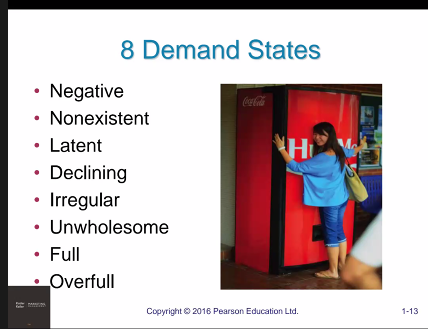 8 Demand States
• Negative
• Nonexistent
• Latent
• Declining
• Irregular
• Unwholesome
• Full
• Overfull
Coca-Cola
Copyright © 2016 Pearson Education Ltd.
1-13